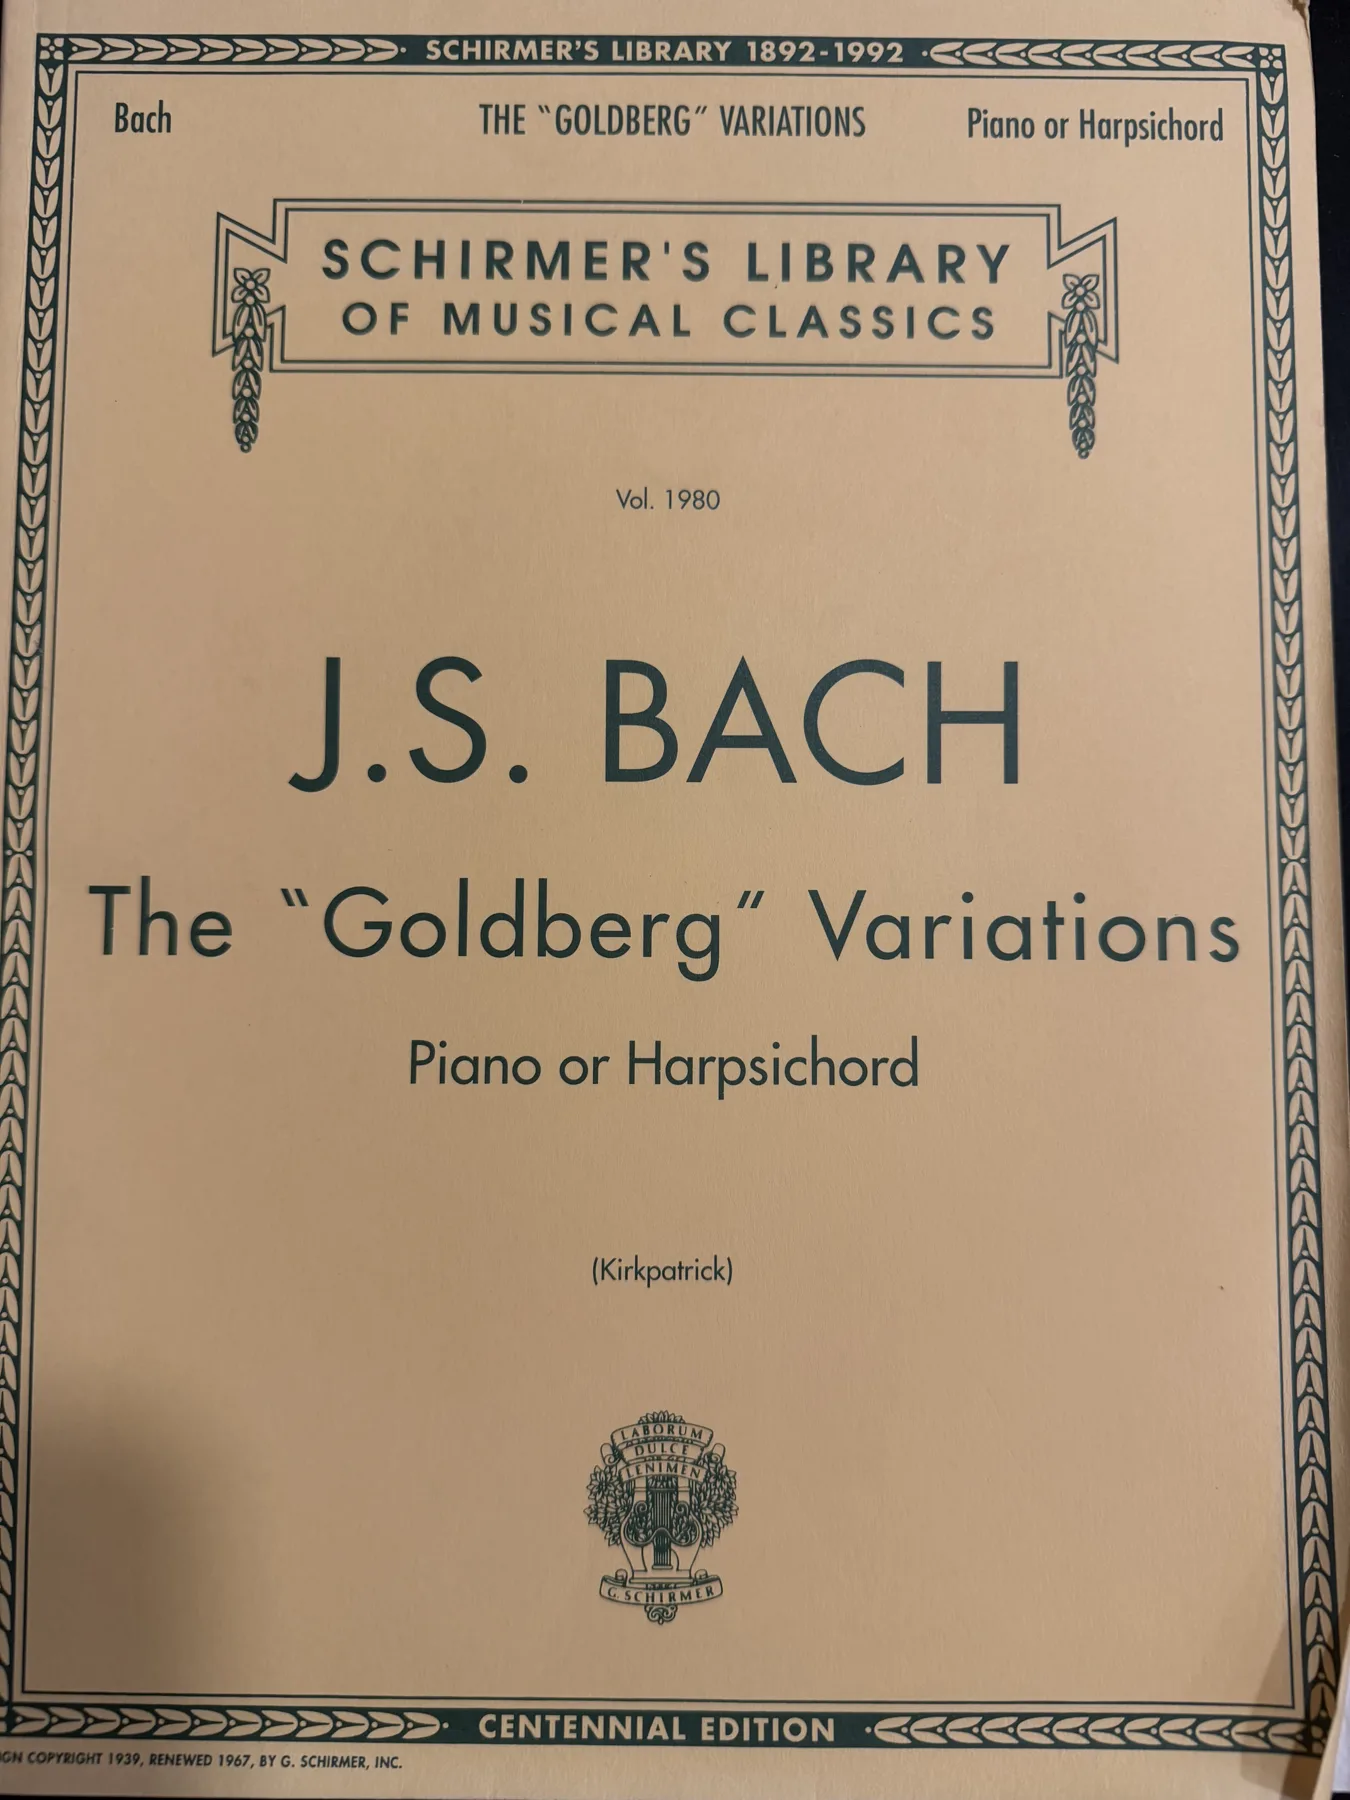 SCHIRMER'S LIBRARY 1892-1992
Bach THE "GOLDBERG" VARIATIONS Piano or Harpsichord
SCHIRMER'S LIBRARY
OF MUSICAL CLASSICS
Vol. 1980
J.S. BACH
The "Goldberg" Variations
Piano or Harpsichord
(Kirkpatrick)
LABORUM
DULCE
LENIMEN
G. SCHIRMER
CENTENNIAL EDITION
COPYRIGHT 1939, RENEWED 1967, BY G. SCHIRMER, INC.